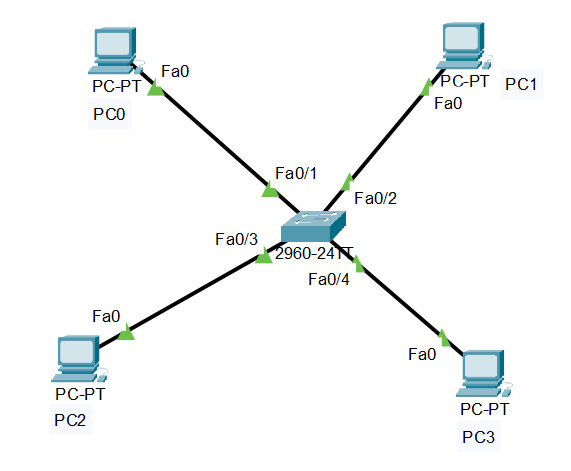 Fa0
PC-PT
PC0
PC-PT
PC1
Fa0
Fa0/1
Fa0/2
Fa0/3
2960-24TT
Fa0/4
Fa0
PC-PT
PC2
Fa0
PC-PT
PC3